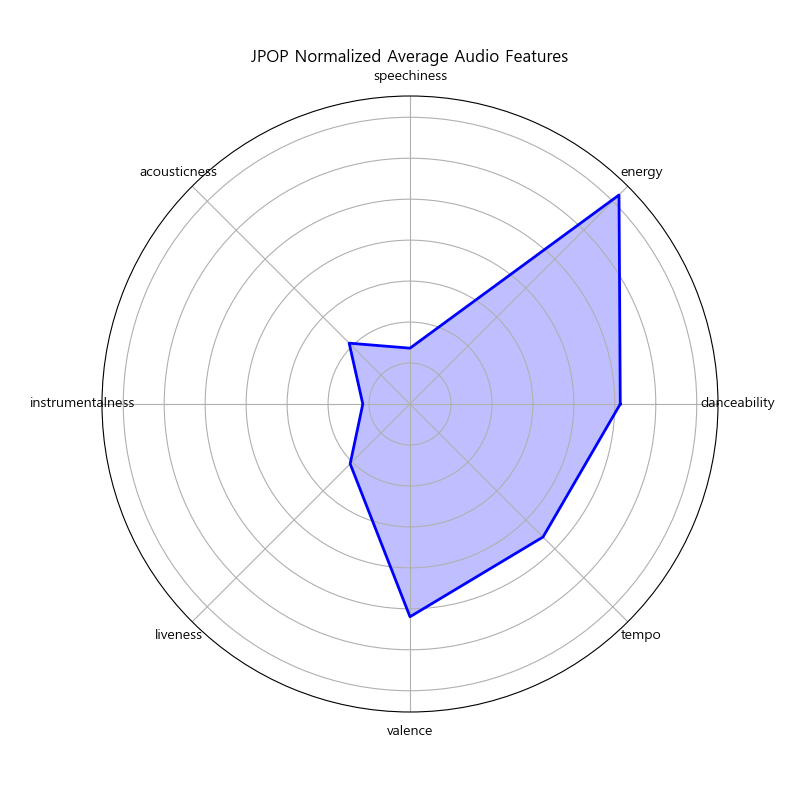 JPOP Normalized Average Audio Features
speechiness
acousticness
energy
instrumentalness
danceability
liveness
tempo
valence